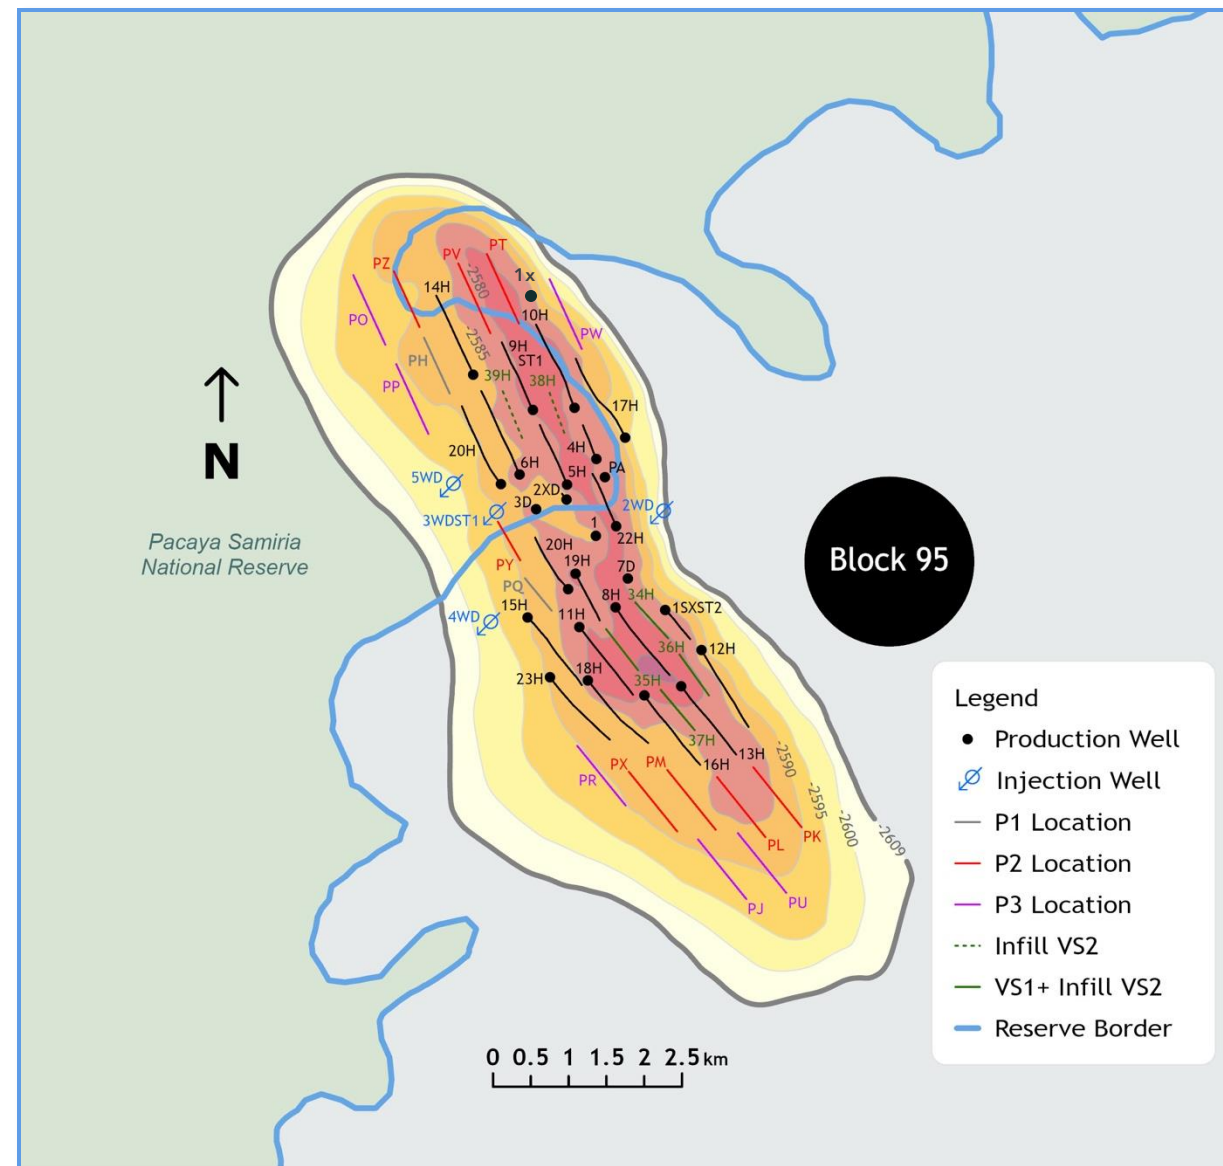 PT
PV
PZ
1x
-2580
14H
10H
PO
PW
-2585
9H
ST1
PH
39H
38H
PP
17H
N
20H
4H
6H
5H
PA
5WD
2XD
3D
2WD
3WDST1
1
22H
Pacaya Samiria
National Reserve
20H
19H
PY
7D
Block 95
PQ
8H
34H
15H
11H
1SXST2
4WD
36H
12H
18H
35H
23H
37H
13H
16H
-2590
PX
PM
PR
-2595
-2600
-2609
PL
PK
PJ
PU
Legend
Production Well
Injection Well
P1 Location
P2 Location
P3 Location
Infill VS2
VS1+ Infill VS2
Reserve Border
0 0.5 1 1.5 2 2.5 km